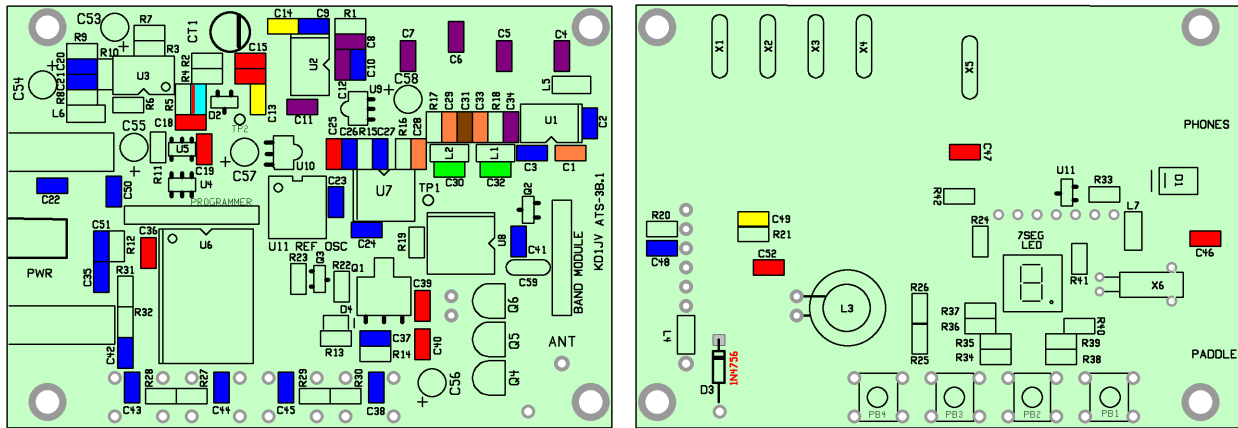 C53
R7
CT1
C14
C9
R1
R9
R3
R2
C15
C8
C7
C6
C5
C4
C20
R10
U3
R4
U2
C10
C54
C21
R8
R6
R5
D2
C13
C12
U9
C58
L5
L6
C18
TP2
C11
R17
C29
C31
C33
R18
C34
U1
C2
C55
U5
C19
C57
U10
C25
C26
R15
C27
R16
C28
L2
L1
C3
C1
R11
U4
C30
C32
C22
C50
PROGRAMMER
C23
U7
TP1
Q2
U11
REF_OSC
C24
R19
U8
C41
KD1JV ATS-3B.1
C51
R12
C36
U6
PWR
C35
R31
R23
Q3
R22
Q1
C59
BAND MODULE
R32
D4
C39
Q6
R13
C37
R14
C40
Q5
ANT
C42
C56
Q4
R28
R27
R29
R30
C43
C44
C45
C38
X1
X2
X3
X4
X5
PHONES
C47
U11
R33
D1
R42
R20
C49
R21
R24
7SEG
LED
L7
C48
C52
C46
R41
X6
L3
R26
R37
R36
R40
L4
R35
R39
R25
R34
R38
PADDLE
D3
1N4756
PB4
PB3
PB2
PB1